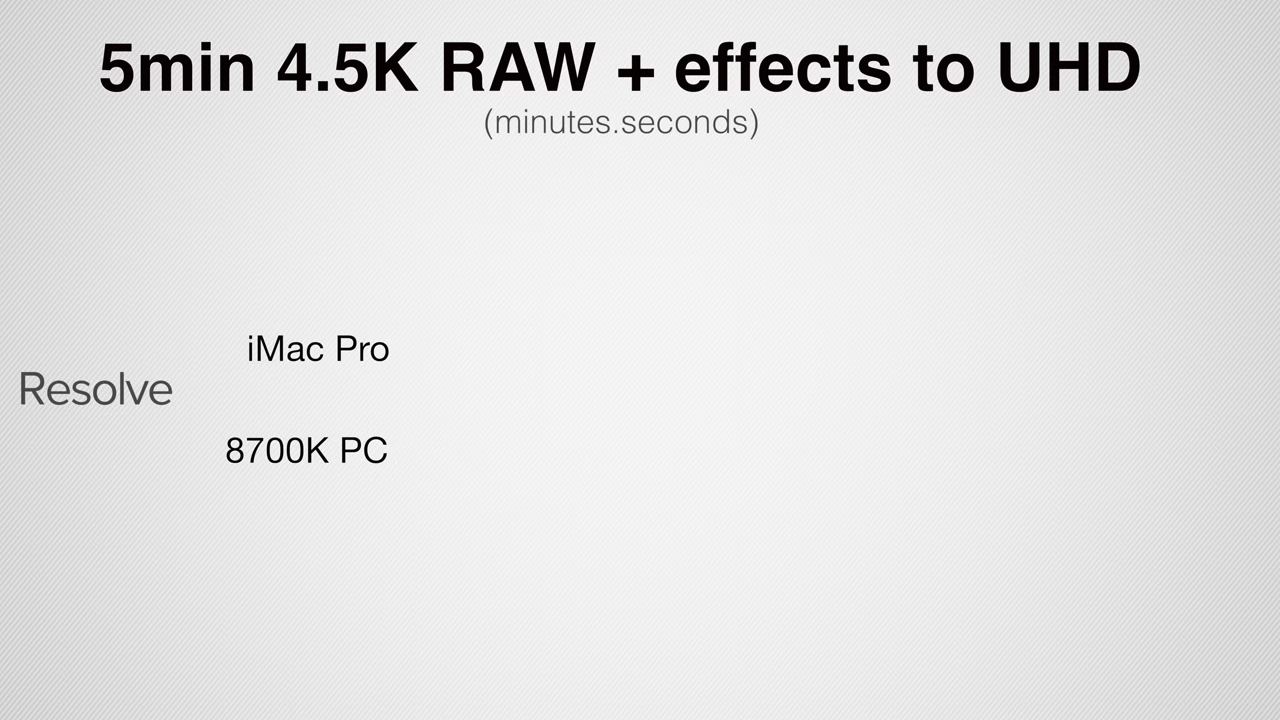 5min 4.5K RAW + effects to UHD
(minutes.seconds)
iMac Pro
Resolve
8700K PC